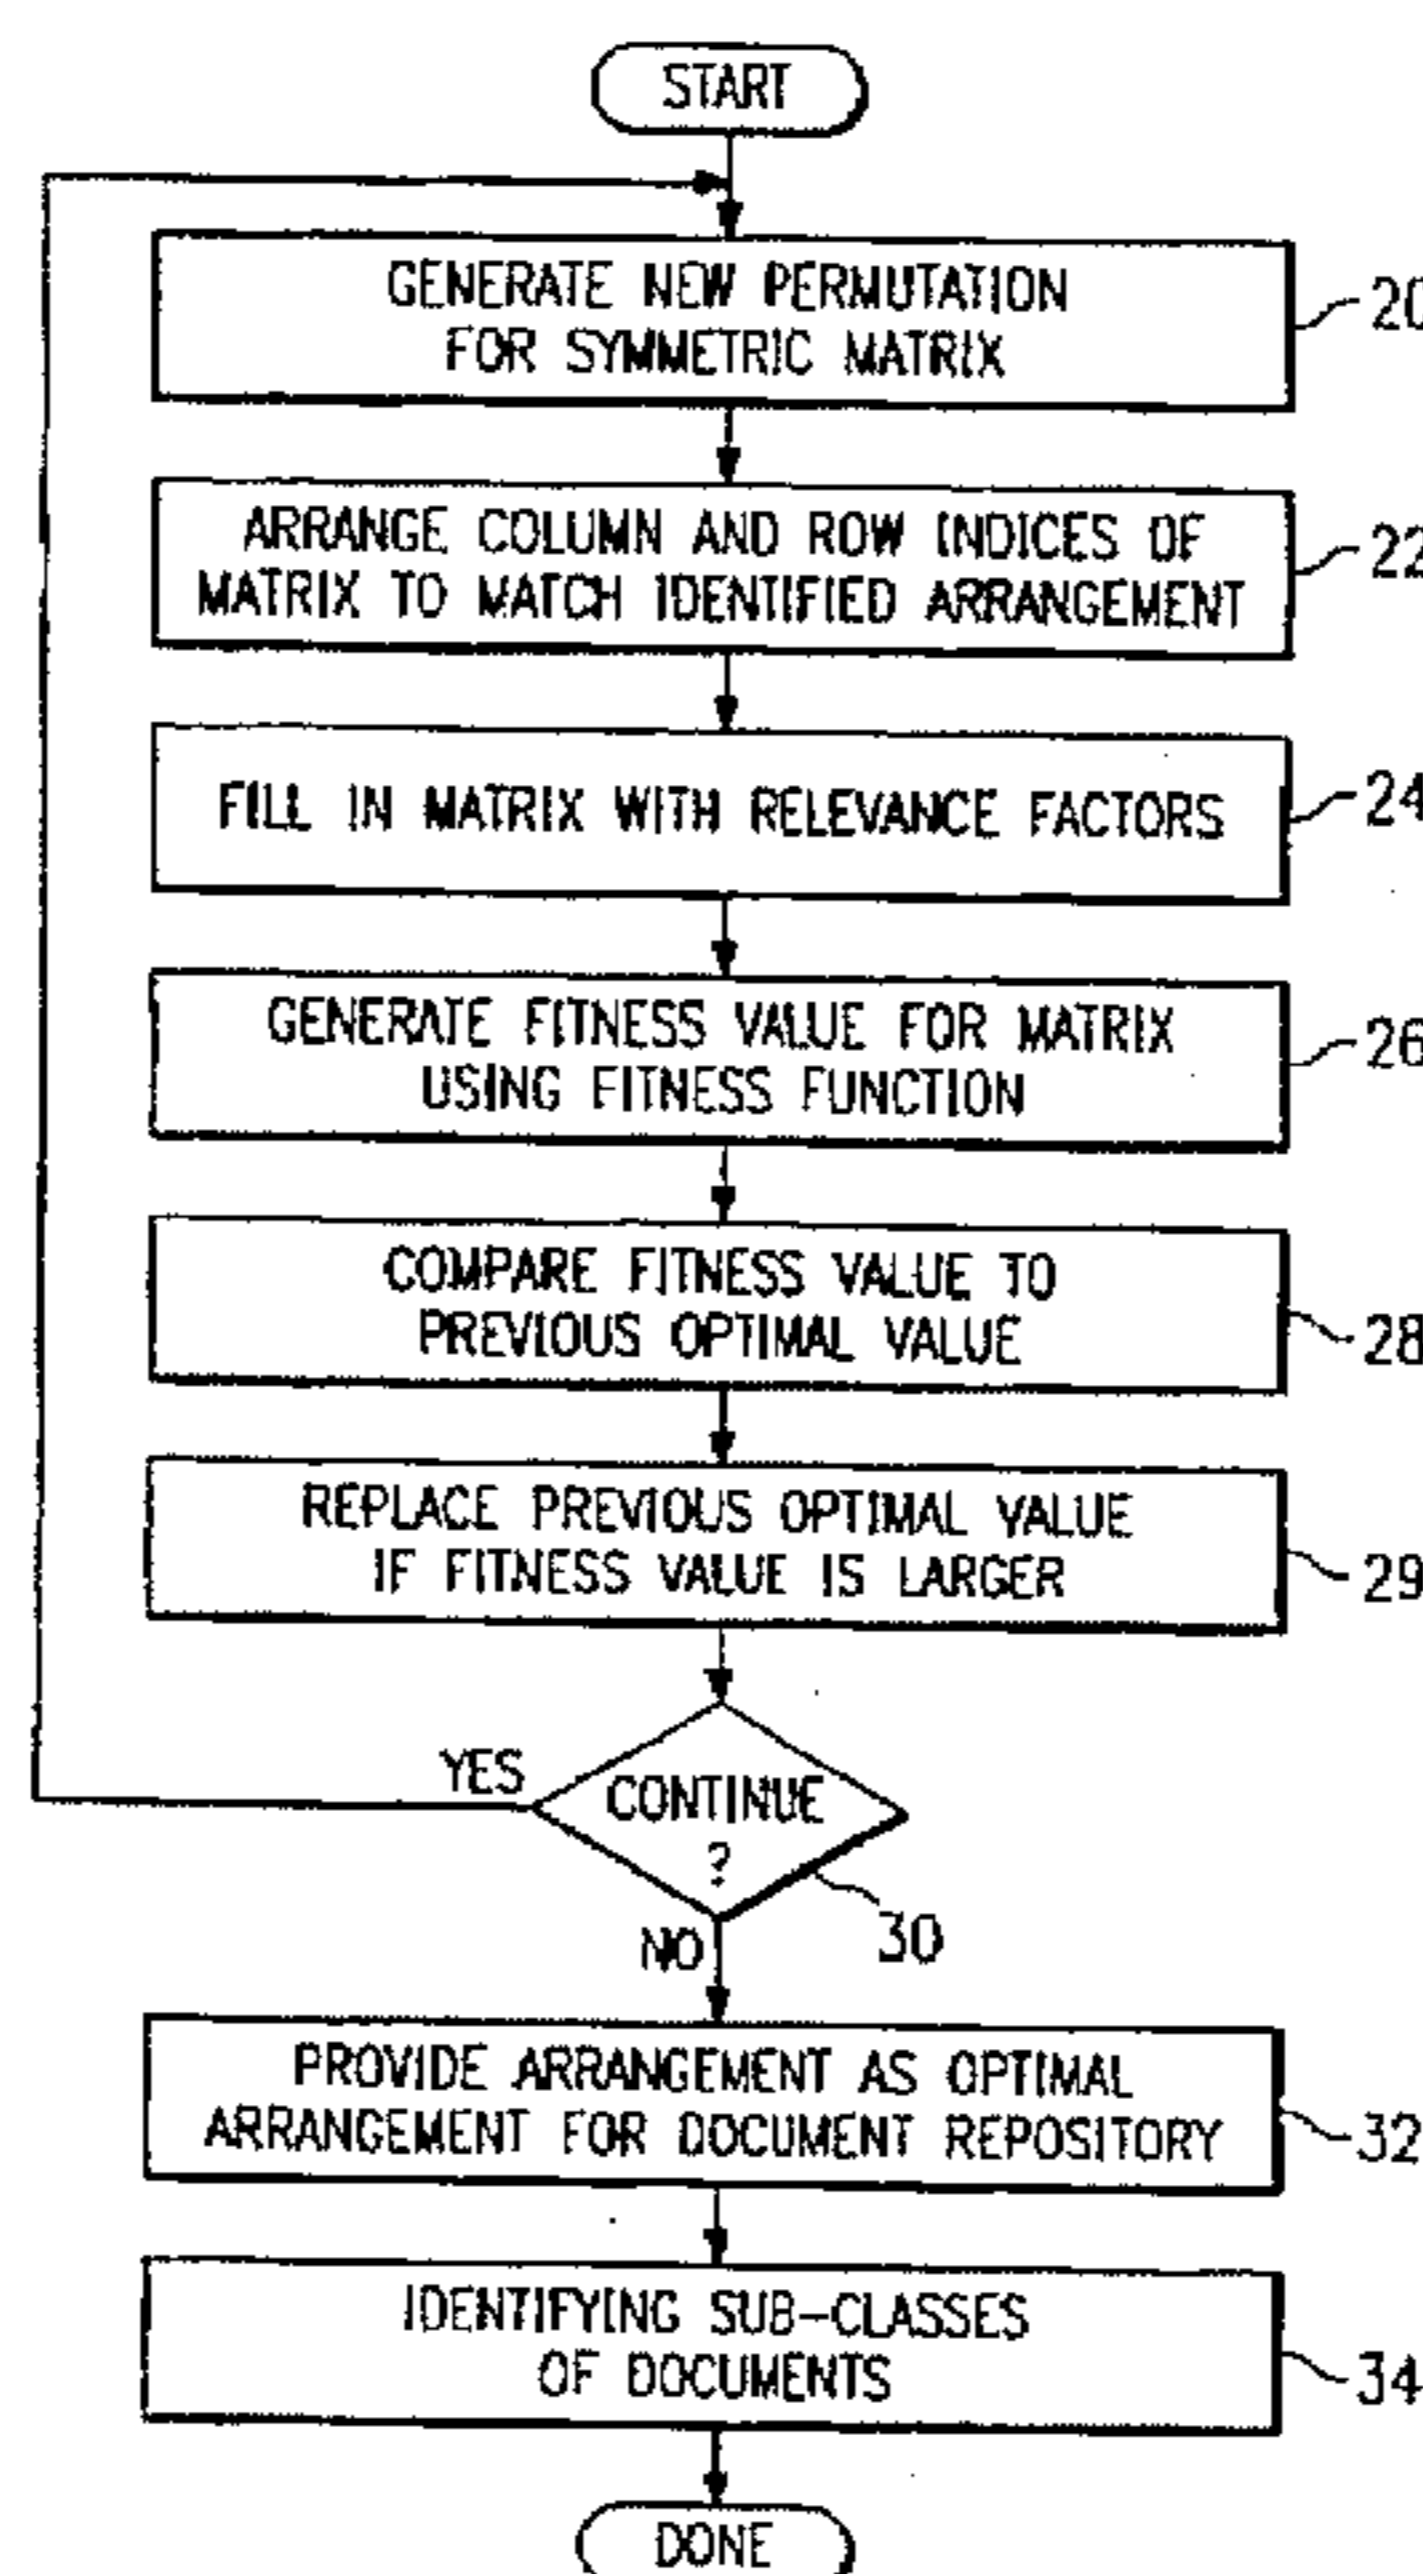 START
GENERATE NEW PERMUTATION
FOR SYMMETRIC MATRIX
20
ARRANGE COLUMN AND ROW INDICES OF
MATRIX TO MATCH IDENTIFIED ARRANGEMENT
22
FILL IN MATRIX WITH RELEVANCE FACTORS
24
GENERATE FITNESS VALUE FOR MATRIX
USING FITNESS FUNCTION
26
COMPARE FITNESS VALUE TO
PREVIOUS OPTIMAL VALUE
28
REPLACE PREVIOUS OPTIMAL VALUE
IF FITNESS VALUE IS LARGER
29
YES
CONTINUE
?
30
NO
PROVIDE ARRANGEMENT AS OPTIMAL
ARRANGEMENT FOR DOCUMENT REPOSITORY
32
IDENTIFYING SUB-CLASSES
OF DOCUMENTS
34
DONE